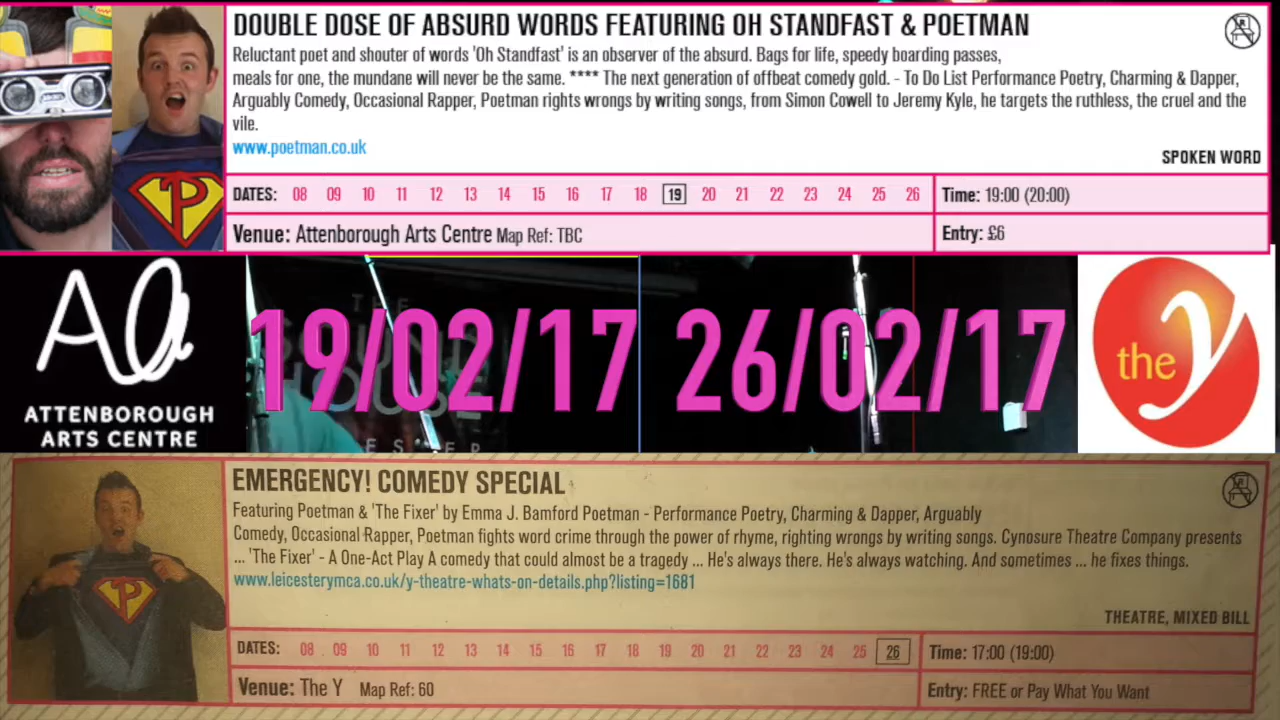 DOUBLE DOSE OF ABSURD WORDS FEATURING OH STANDFAST & POETMAN
Reluctant poet and shouter of words 'Oh Standfast' is an observer of the absurd. Bags for life, speedy boarding passes,
meals for one, the mundane will never be the same. **** The next generation of offbeat comedy gold. - To Do List Performance Poetry, Charming & Dapper,
Arguably Comedy, Occasional Rapper, Poetman rights wrongs by writing songs, from Simon Cowell to Jeremy Kyle, he targets the ruthless, the cruel and the
vile.
www.poetman.co.uk
SPOKEN WORD
DATES: 08 09 10 11 12 13 14 15 16 17 18 19 20 21 22 23 24 25 26
Time: 19:00 (20:00)
Venue: Attenborough Arts Centre Map Ref: TBC
Entry: £6
P
AA
ATTENBOROUGH
ARTS CENTRE
THE
SOUND
HOUSE
19/02/17 26/02/17
the y
EMERGENCY! COMEDY SPECIAL
Featuring Poetman & 'The Fixer' by Emma J. Bamford Poetman - Performance Poetry, Charming & Dapper, Arguably
Comedy, Occasional Rapper, Poetman fights word crime through the power of rhyme, righting wrongs by writing songs. Cynosure Theatre Company presents
... 'The Fixer' - A One-Act Play A comedy that could almost be a tragedy ... He's always there. He's always watching. And sometimes ... he fixes things.
www.leicesterymca.co.uk/y-theatre-whats-on-details.php?listing=1681
THEATRE, MIXED BILL
DATES: 08 09 10 11 12 13 14 15 16 17 18 19 20 21 22 23 24 25 26
Time: 17:00 (19:00)
Venue: The Y Map Ref: 60
Entry: FREE or Pay What You Want
P